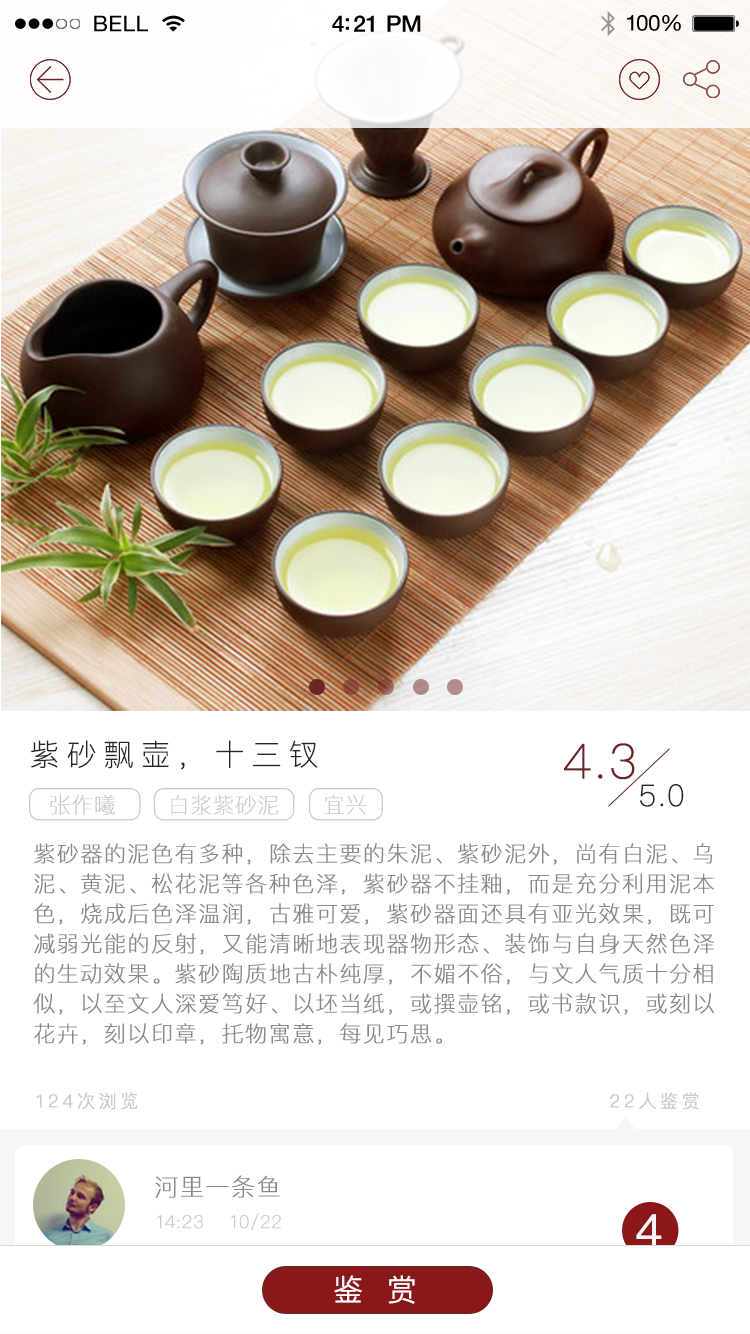 BELL 4:21 PM 100%
紫砂飘壶，十三钗
4.3/5.0
张作曦 白浆紫砂泥 宜兴
紫砂器的泥色有多种，除去主要的朱泥、紫砂泥外，尚有白泥、乌
泥、黄泥、松花泥等各种色泽，紫砂器不挂釉，而是充分利用泥本
色，烧成后色泽温润，古雅可爱，紫砂器面还具有亚光效果，既可
减弱光能的反射，又能清晰地表现器物形态、装饰与自身天然色泽
的生动效果。紫砂陶质地古朴纯厚，不媚不俗，与文人气质十分相
似，以至文人深爱笃好、以坯当纸，或撰壶铭，或书款识，或刻以
花卉，刻以印章，托物寓意，每见巧思。
124次浏览 22人鉴赏
河里一条鱼
14:23 10/22
4
鉴赏